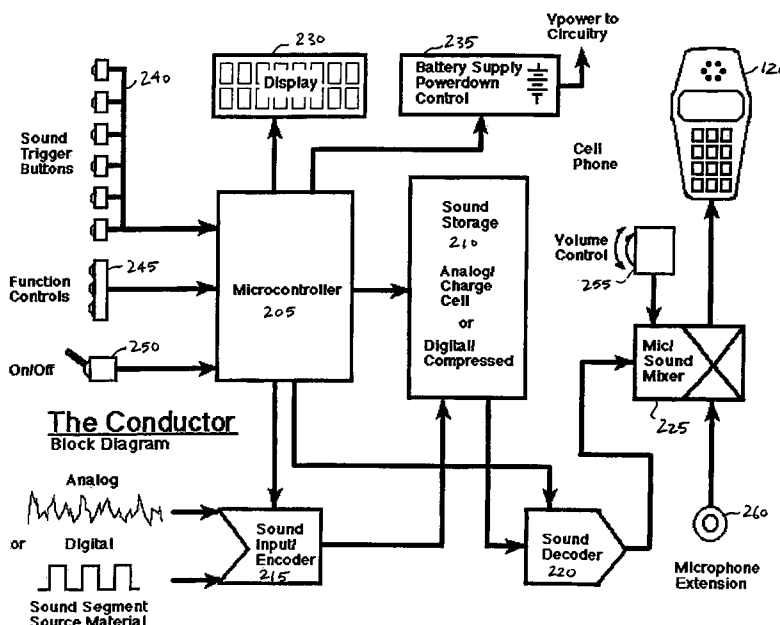 230
Display
235
Battery Supply
Powerdown
Control
Vpower to
Circuitry
240
Sound
Trigger
Buttons
Cell
Phone
Sound
Storage
210
Analog/
Charge
Cell
or
Digital/
Compressed
Volume
Control
255
Function
Controls
245
Microcontroller
205
On/Off
250
Mic/
Sound
Mixer
225
The Conductor
Block Diagram
Analog
or
Digital
Sound Segment
Source Material
Sound
Input/
Encoder
215
Sound
Decoder
220
260
Microphone
Extension